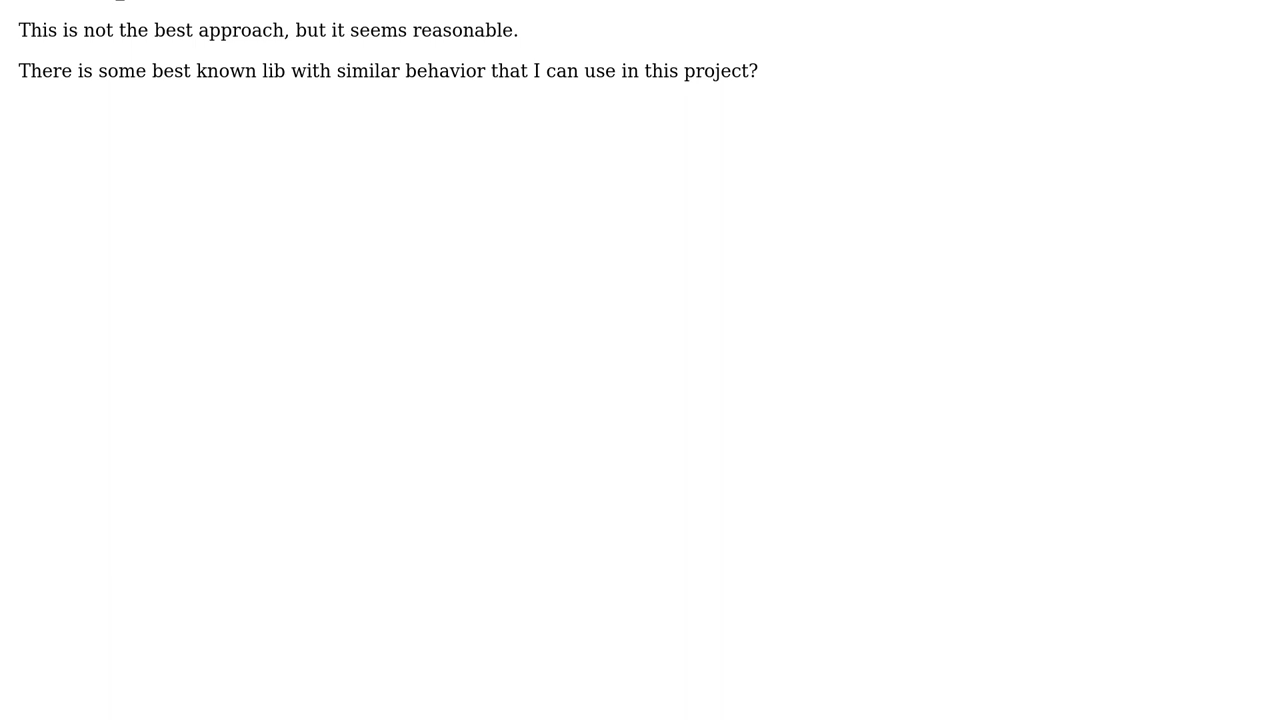 This is not the best approach, but it seems reasonable.
There is some best known lib with similar behavior that I can use in this project?